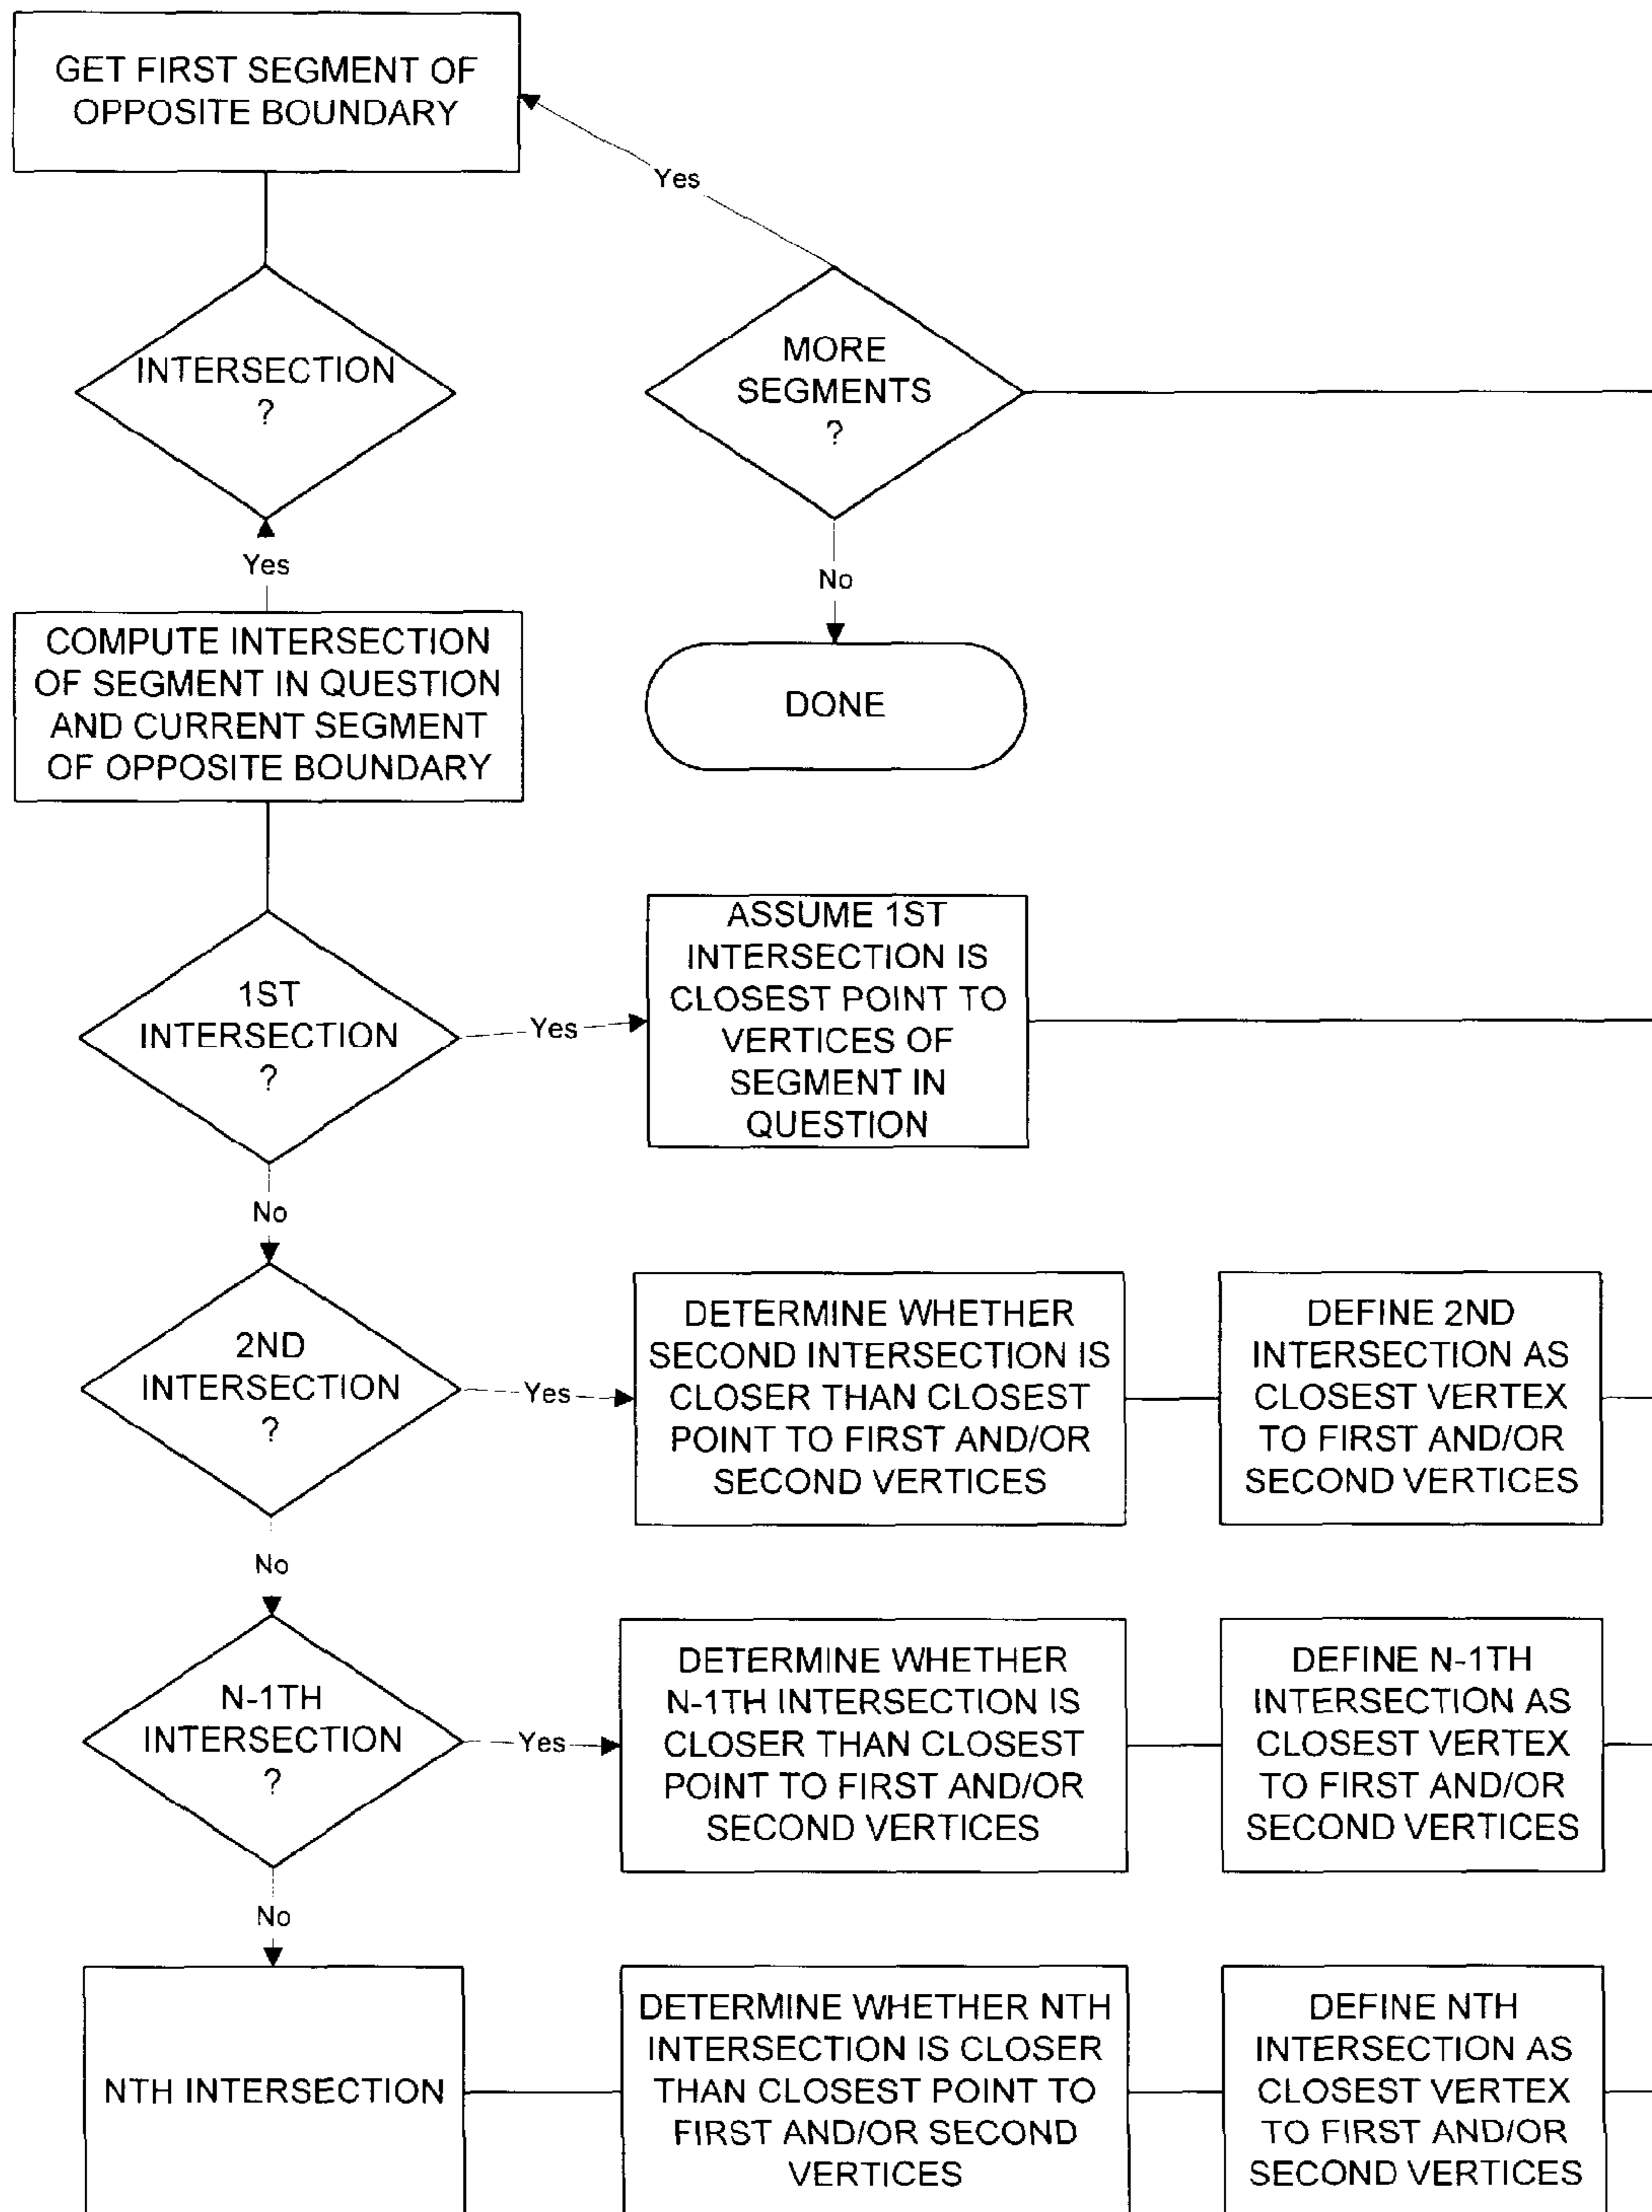 GET FIRST SEGMENT OF
OPPOSITE BOUNDARY
Yes
INTERSECTION
?
MORE
SEGMENTS
?
Yes
No
COMPUTE INTERSECTION
OF SEGMENT IN QUESTION
AND CURRENT SEGMENT
OF OPPOSITE BOUNDARY
DONE
1ST
INTERSECTION
?
Yes
ASSUME 1ST
INTERSECTION IS
CLOSEST POINT TO
VERTICES OF
SEGMENT IN
QUESTION
No
2ND
INTERSECTION
?
Yes
DETERMINE WHETHER
SECOND INTERSECTION IS
CLOSER THAN CLOSEST
POINT TO FIRST AND/OR
SECOND VERTICES
DEFINE 2ND
INTERSECTION AS
CLOSEST VERTEX
TO FIRST AND/OR
SECOND VERTICES
No
N-1TH
INTERSECTION
?
Yes
DETERMINE WHETHER
N-1TH INTERSECTION IS
CLOSER THAN CLOSEST
POINT TO FIRST AND/OR
SECOND VERTICES
DEFINE N-1TH
INTERSECTION AS
CLOSEST VERTEX
TO FIRST AND/OR
SECOND VERTICES
No
NTH INTERSECTION
DETERMINE WHETHER NTH
INTERSECTION IS CLOSER
THAN CLOSEST POINT TO
FIRST AND/OR SECOND
VERTICES
DEFINE NTH
INTERSECTION AS
CLOSEST VERTEX
TO FIRST AND/OR
SECOND VERTICES